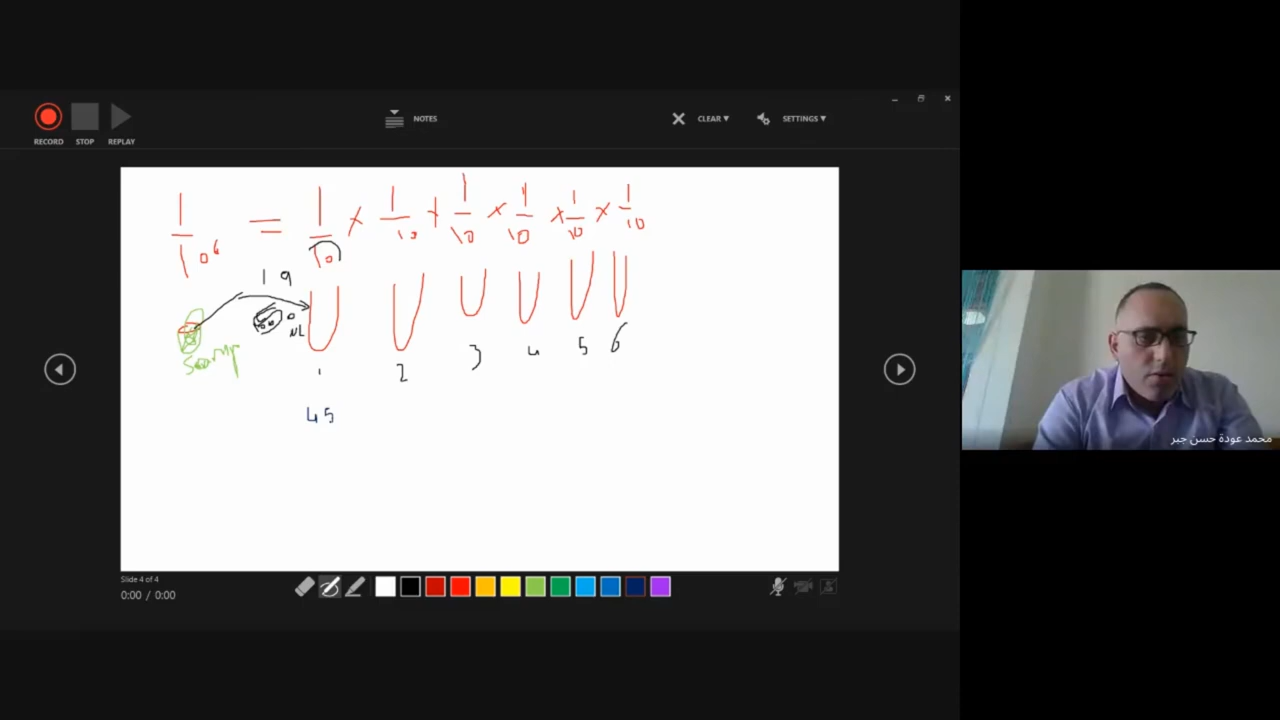 NOTES
CLEAR ▼
SETTINGS ▼
RECORD
STOP
REPLAY
1/10⁶ = 1/10 × 1/10 × 1/10 × 1/10 × 1/10 × 1/10
1 9
NL
1 2 3 4 5 6
45
محمد عودة حسن جبر
Slide 4 of 4
0:00 / 0:00